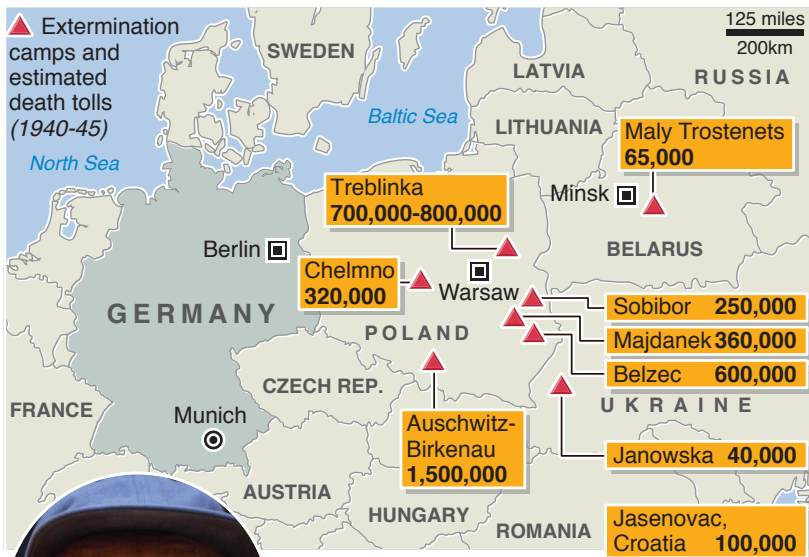 Extermination
camps and
estimated
death tolls
(1940-45)
125 miles
200km
SWEDEN
LATVIA
RUSSIA
Baltic Sea
LITHUANIA
North Sea
Maly Trostenets
65,000
Treblinka
700,000-800,000
Minsk
Berlin
BELARUS
Chelmno
320,000
Warsaw
GERMANY
Sobibor 250,000
POLAND
Majdanek 360,000
Belzec 600,000
CZECH REP.
FRANCE
UKRAINE
Munich
Auschwitz-
Birkenau
1,500,000
Janowska 40,000
AUSTRIA
HUNGARY
ROMANIA
Jasenovac,
Croatia 100,000